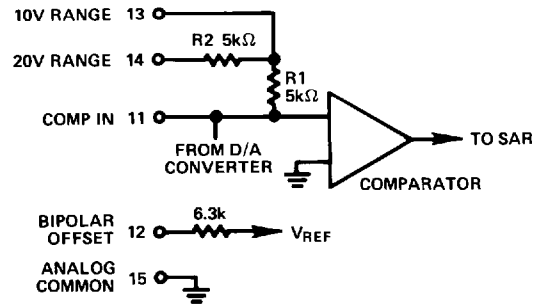 10V RANGE 13
R2 5kΩ
20V RANGE 14
R1
5kΩ
COMP IN 11
FROM D/A
CONVERTER
TO SAR
COMPARATOR
6.3k
BIPOLAR
OFFSET 12
VREF
ANALOG
COMMON 15